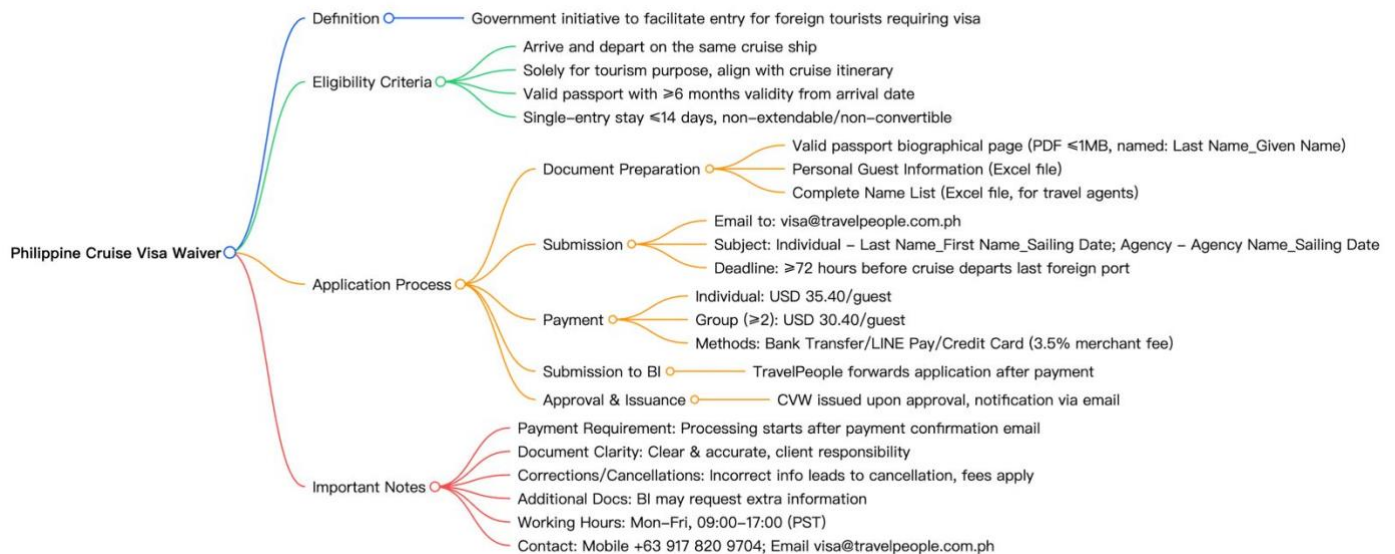 Philippine Cruise Visa Waiver
Definition
Government initiative to facilitate entry for foreign tourists requiring visa
Eligibility Criteria
Arrive and depart on the same cruise ship
Solely for tourism purpose, align with cruise itinerary
Valid passport with ≥6 months validity from arrival date
Single-entry stay ≤14 days, non-extendable/non-convertible
Application Process
Document Preparation
Valid passport biographical page (PDF ≤1MB, named: Last Name_Given Name)
Personal Guest Information (Excel file)
Complete Name List (Excel file, for travel agents)
Submission
Email to: visa@travelpeople.com.ph
Subject: Individual - Last Name_First Name_Sailing Date; Agency - Agency Name_Sailing Date
Deadline: ≥72 hours before cruise departs last foreign port
Payment
Individual: USD 35.40/guest
Group (≥2): USD 30.40/guest
Methods: Bank Transfer/LINE Pay/Credit Card (3.5% merchant fee)
Submission to BI
TravelPeople forwards application after payment
Approval & Issuance
CVW issued upon approval, notification via email
Important Notes
Payment Requirement: Processing starts after payment confirmation email
Document Clarity: Clear & accurate, client responsibility
Corrections/Cancellations: Incorrect info leads to cancellation, fees apply
Additional Docs: BI may request extra information
Working Hours: Mon-Fri, 09:00-17:00 (PST)
Contact: Mobile +63 917 820 9704; Email visa@travelpeople.com.ph